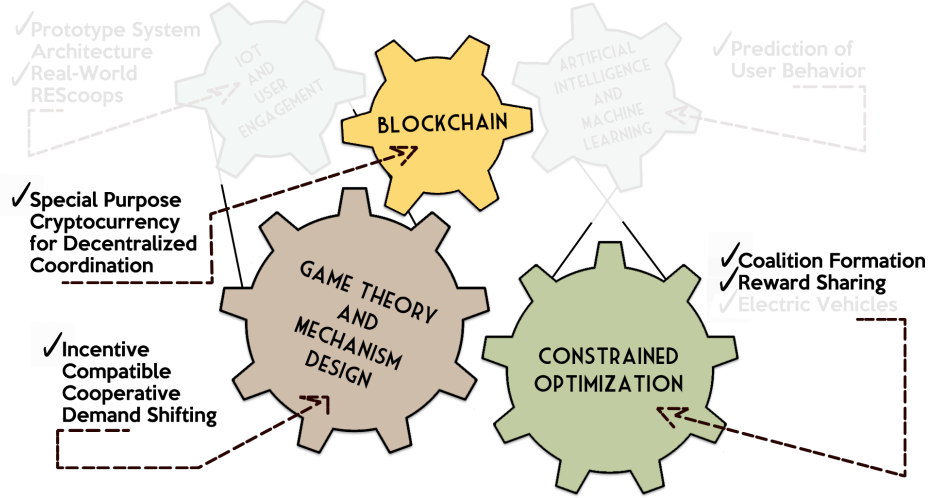 ✓Prototype System
Architecture
✓Real-World
REScoops
IOT
AND
USER
ENGAGEMENT
BLOCKCHAIN
ARTIFICIAL
INTELLIGENCE
AND
MACHINE
LEARNING
✓Prediction of
User Behavior
✓Special Purpose
Cryptocurrency
for Decentralized
Coordination
GAME THEORY
AND
MECHANISM
DESIGN
✓Coalition Formation
✓Reward Sharing
✓Electric Vehicles
CONSTRAINED
OPTIMIZATION
✓Incentive
Compatible
Cooperative
Demand Shifting